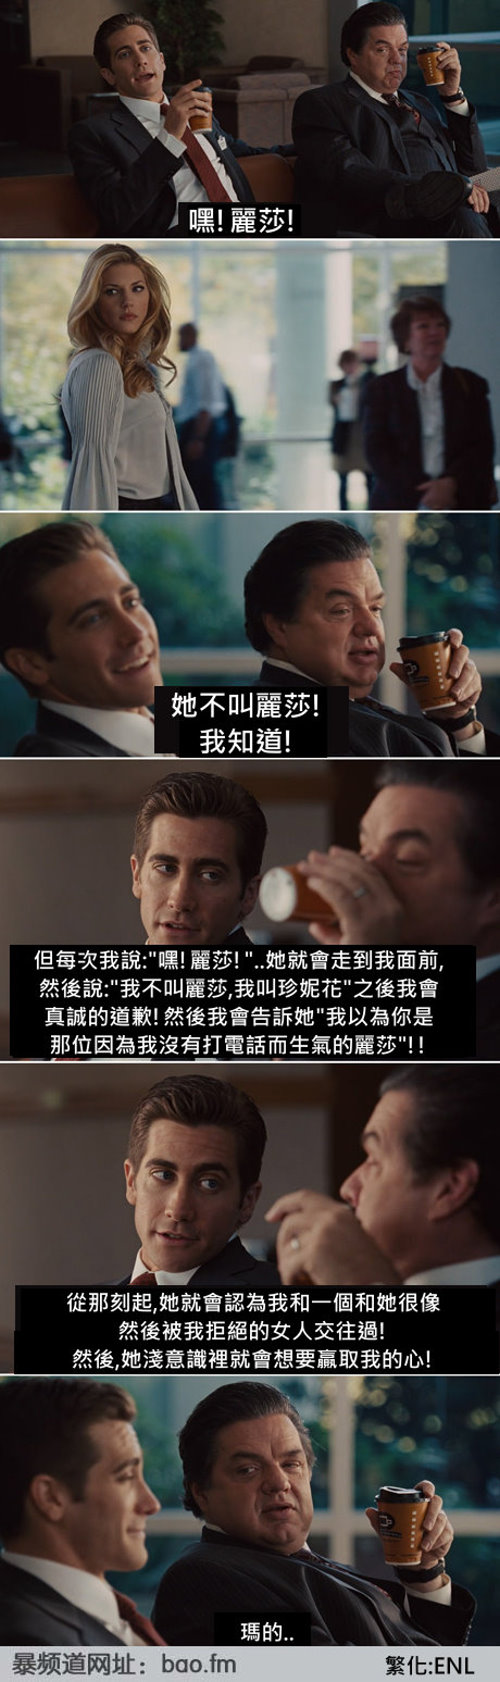 嘿! 麗莎!
她不叫麗莎!
我知道!
但每次我說:"嘿! 麗莎! "..她就會走到我面前,
然後說:"我不叫麗莎,我叫珍妮花"之後我會
真誠的道歉! 然後我會告訴她"我以為你是
那位因為我沒有打電話而生氣的麗莎"! !
從那刻起,她就會認為我和一個和她很像
然後被我拒絕的女人交往過!
然後,她淺意識裡就會想要贏取我的心!
瑪的..
暴频道网址：bao.fm
繁化:ENL